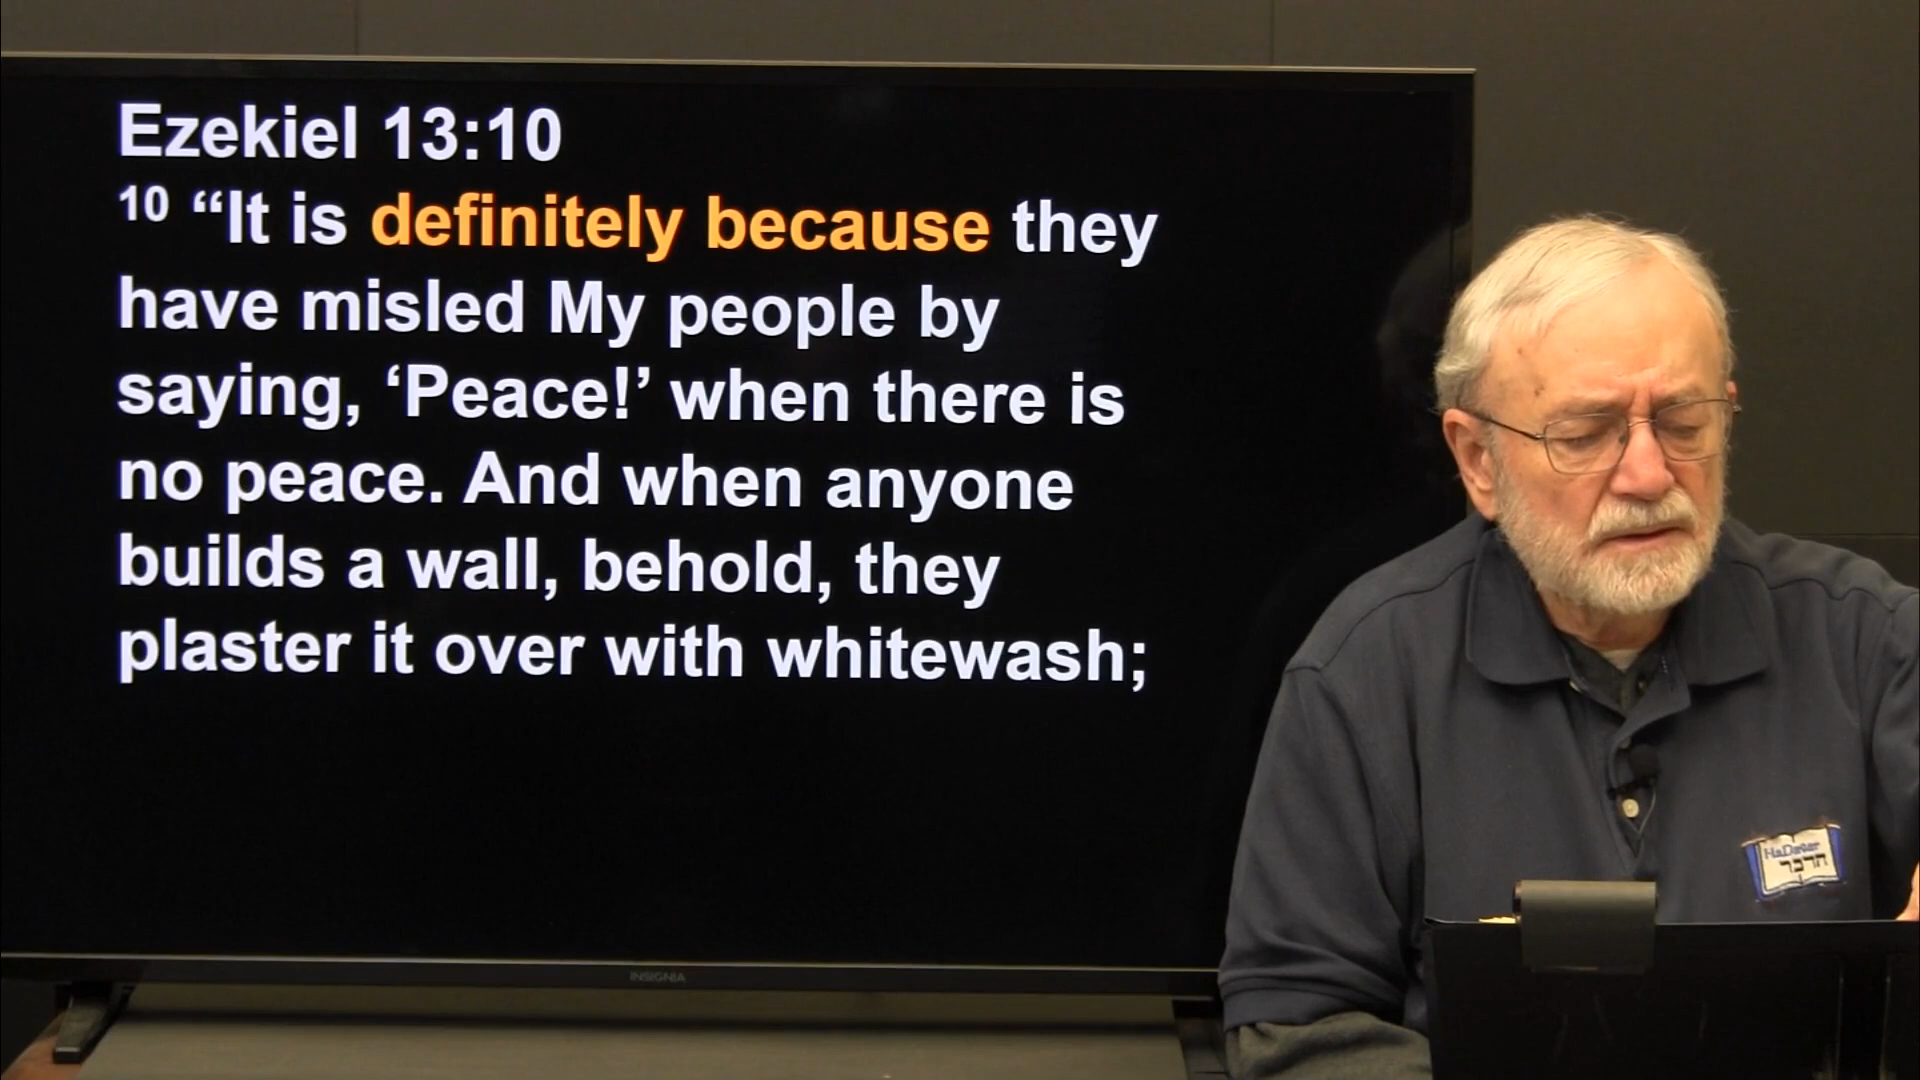 Ezekiel 13:10
10 “It is definitely because they
have misled My people by
saying, ‘Peace!’ when there is
no peace. And when anyone
builds a wall, behold, they
plaster it over with whitewash;
INSIGNIA
HaDavar
הדבר